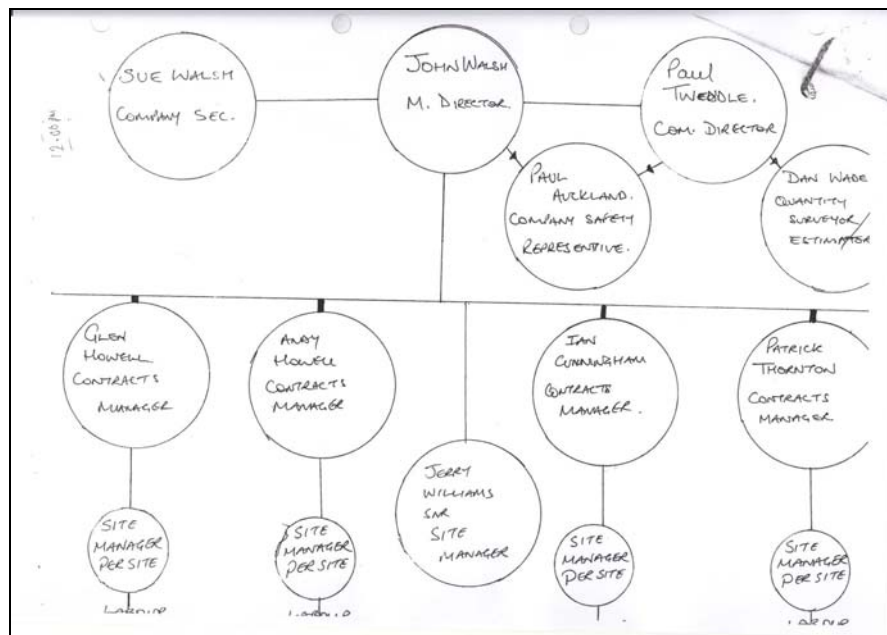 SUE WALSH
COMPANY SEC.
JOHN WALSH
M. DIRECTOR.
Paul
TWEDDLE.
COM. DIRECTOR
12.00PM
PAUL
AUCKLAND.
COMPANY SAFETY
REPRESENTIVE.
DAN WADE
QUANTITY
SURVEYOR
ESTIMATER
GLEN
HOWELL
CONTRACTS
MANAGER
ANDY
HOWELL
CONTRACTS
MANAGER
IAN
CUNNINGHAM
CONTRACTS
MANAGER.
PATRICK
THORNTON
CONTRACTS
MANAGER
JERRY
WILLIAMS
SNR
SITE
MANAGER
SITE
MANAGER
PER SITE
SITE
MANAGER
PER SITE
SITE
MANAGER
PER SITE
SITE
MANAGER
PER SITE